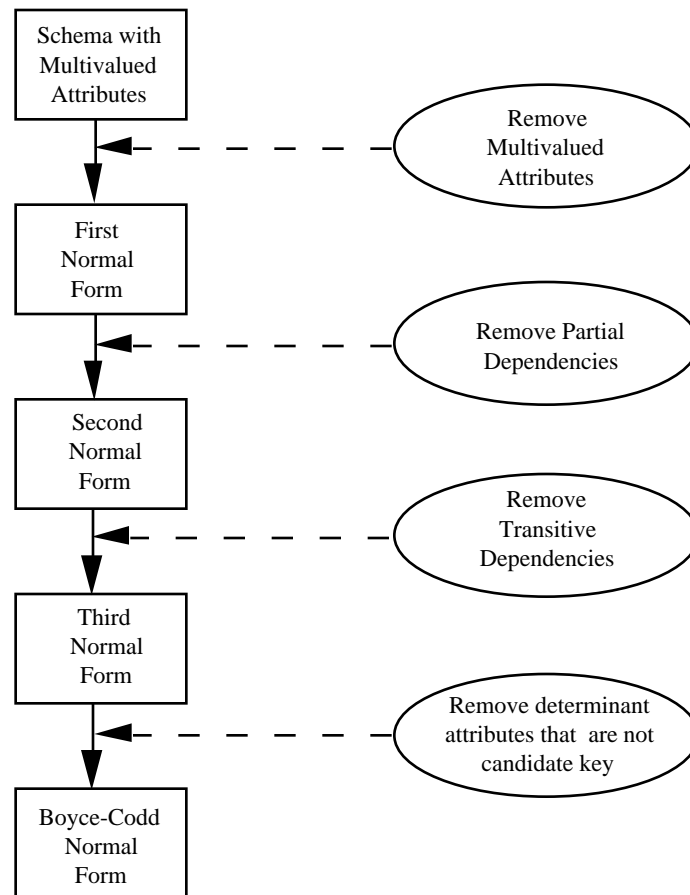 Schema with
Multivalued
Attributes
Remove
Multivalued
Attributes
First
Normal
Form
Remove Partial
Dependencies
Second
Normal
Form
Remove
Transitive
Dependencies
Third
Normal
Form
Remove determinant
attributes that are not
candidate key
Boyce-Codd
Normal
Form